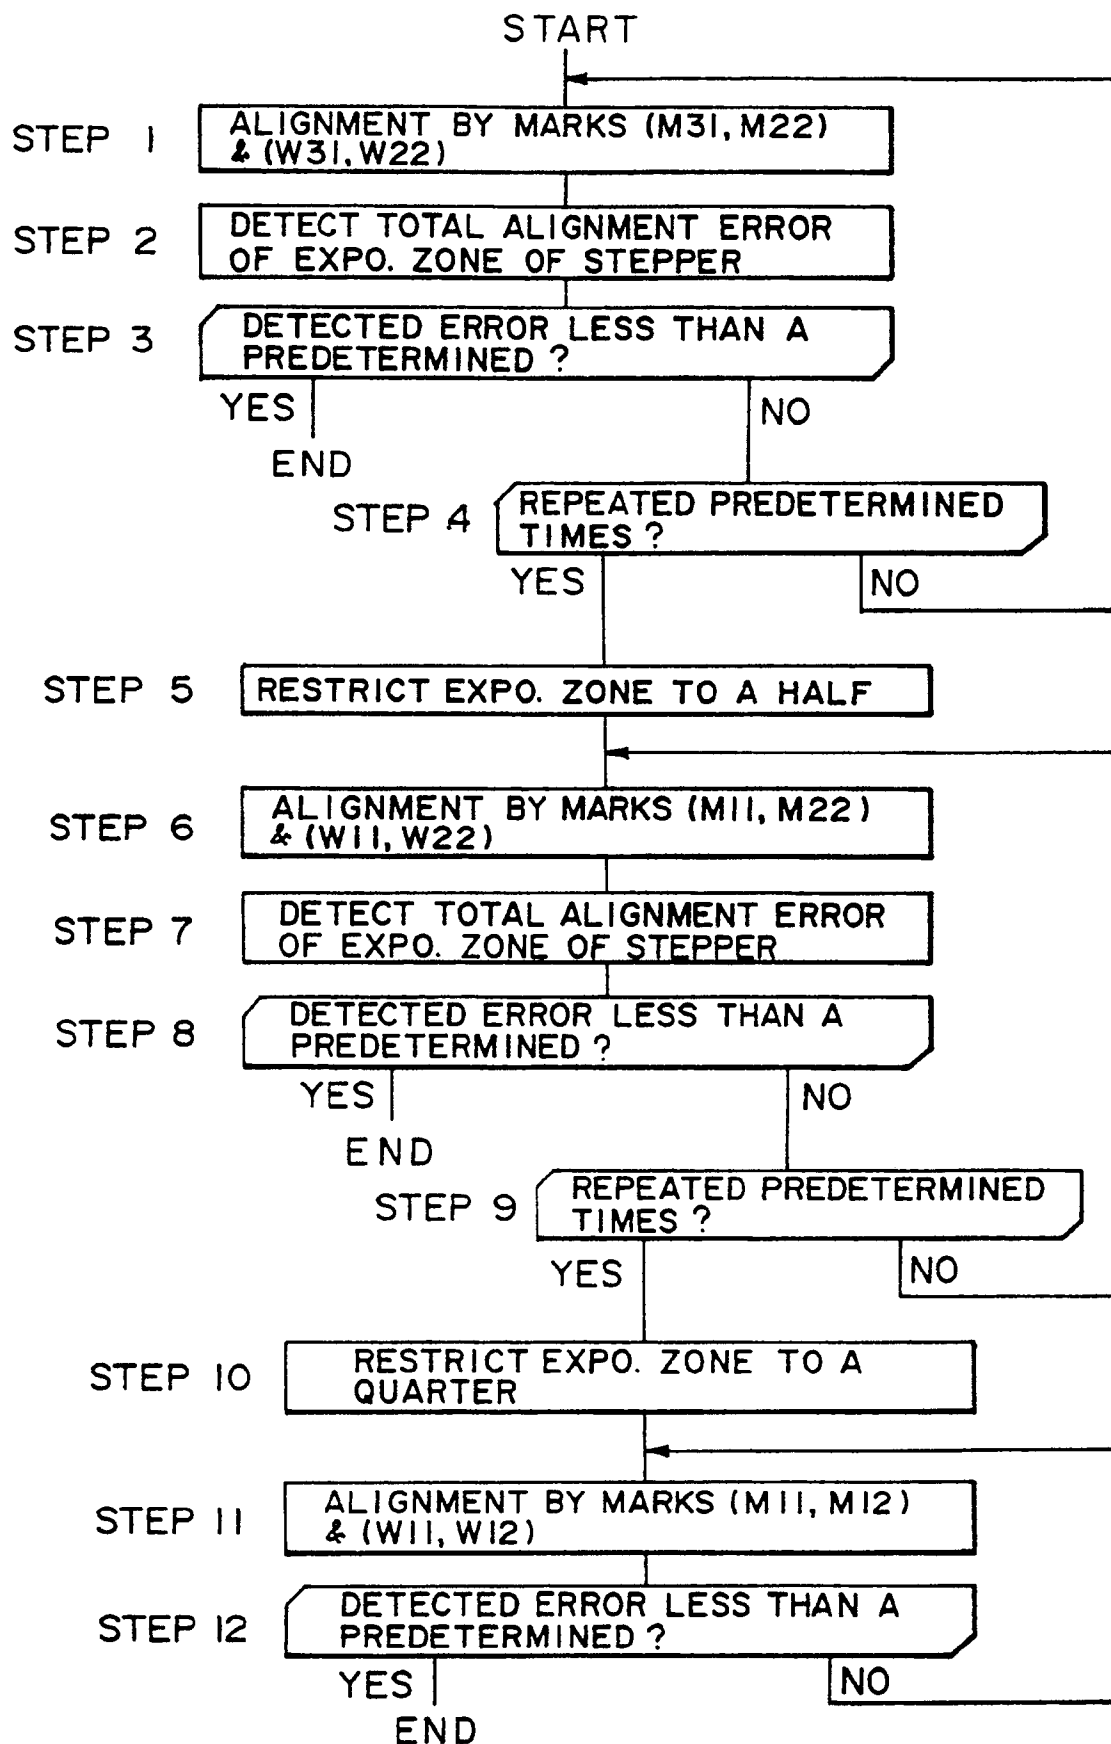 START
STEP 1
ALIGNMENT BY MARKS (M31, M22)
& (W31, W22)
STEP 2
DETECT TOTAL ALIGNMENT ERROR
OF EXPO. ZONE OF STEPPER
STEP 3
DETECTED ERROR LESS THAN A
PREDETERMINED ?
YES
NO
END
STEP 4
REPEATED PREDETERMINED
TIMES ?
YES
NO
STEP 5
RESTRICT EXPO. ZONE TO A HALF
STEP 6
ALIGNMENT BY MARKS (M11, M22)
& (W11, W22)
STEP 7
DETECT TOTAL ALIGNMENT ERROR
OF EXPO. ZONE OF STEPPER
STEP 8
DETECTED ERROR LESS THAN A
PREDETERMINED ?
YES
NO
END
STEP 9
REPEATED PREDETERMINED
TIMES ?
YES
NO
STEP 10
RESTRICT EXPO. ZONE TO A
QUARTER
STEP 11
ALIGNMENT BY MARKS (M11, M12)
& (W11, W12)
STEP 12
DETECTED ERROR LESS THAN A
PREDETERMINED ?
YES
NO
END